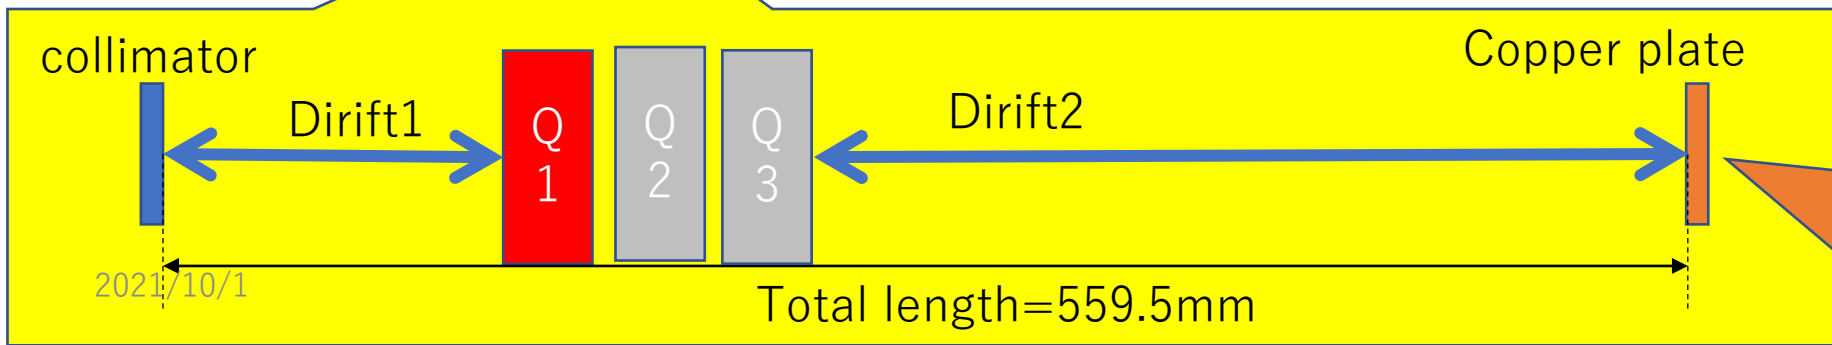 collimator
Copper plate
Dirift1
Dirift2
Q
1
Q
2
Q
3
2021/10/1
Total length=559.5mm